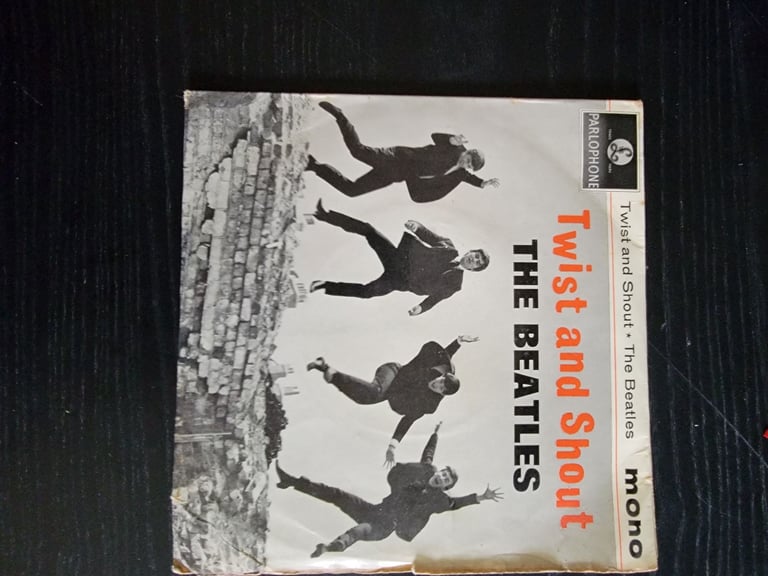 Twist and Shout ★ The Beatles mono
PARLOPHONE
Twist and Shout
THE BEATLES